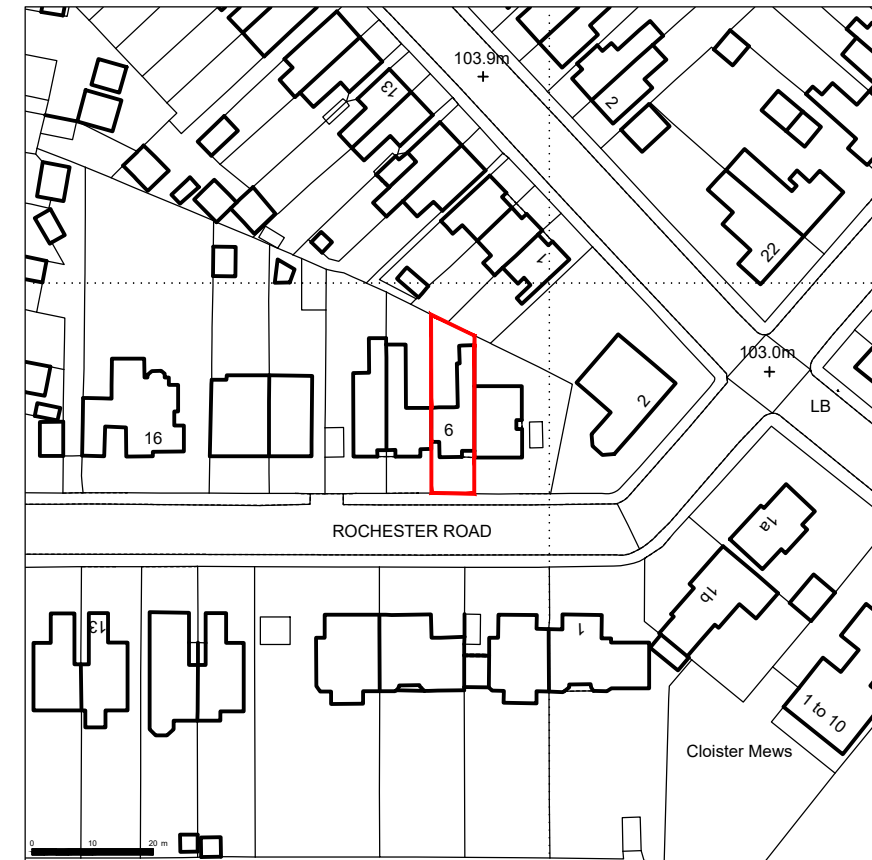 103.9m
13
2
22
1
103.0m
2
LB
16
6
ROCHESTER ROAD
1a
1b
13
1
1 to 10
Cloister Mews
0 10 20 m